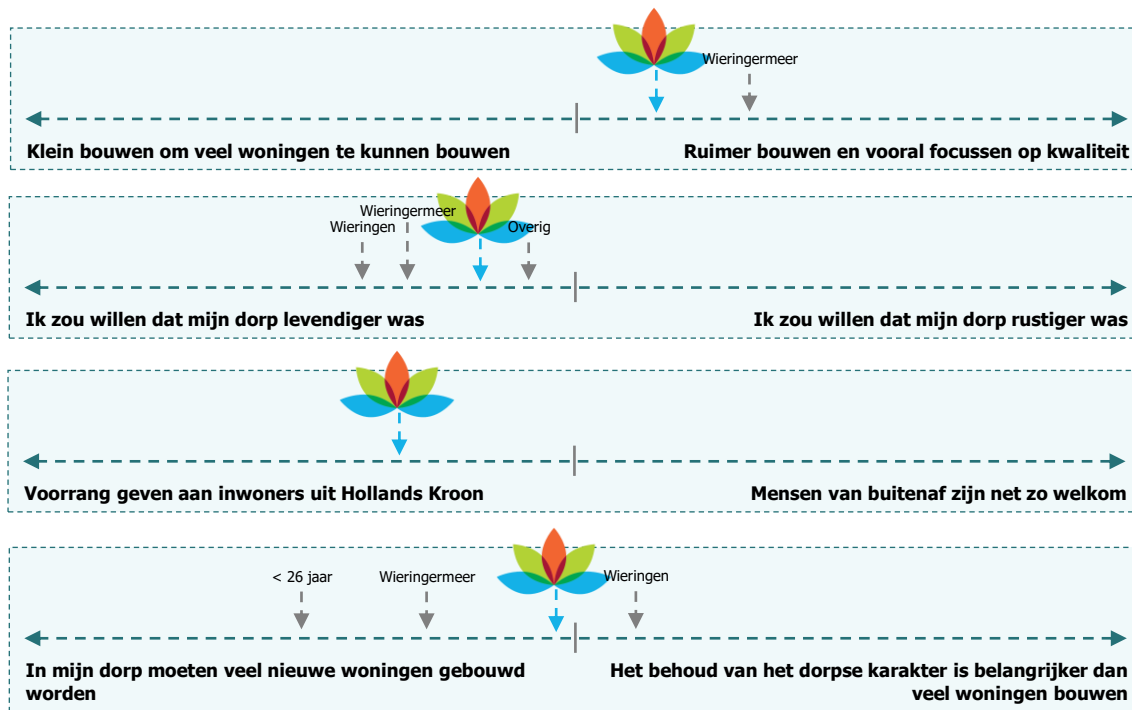 Wieringermeer
Klein bouwen om veel woningen te kunnen bouwen
Ruimer bouwen en vooral focussen op kwaliteit
Wieringermeer
Wieringen
Overig
Ik zou willen dat mijn dorp levendiger was
Ik zou willen dat mijn dorp rustiger was
Voorrang geven aan inwoners uit Hollands Kroon
Mensen van buitenaf zijn net zo welkom
< 26 jaar
Wieringermeer
Wieringen
In mijn dorp moeten veel nieuwe woningen gebouwd
worden
Het behoud van het dorpse karakter is belangrijker dan
veel woningen bouwen